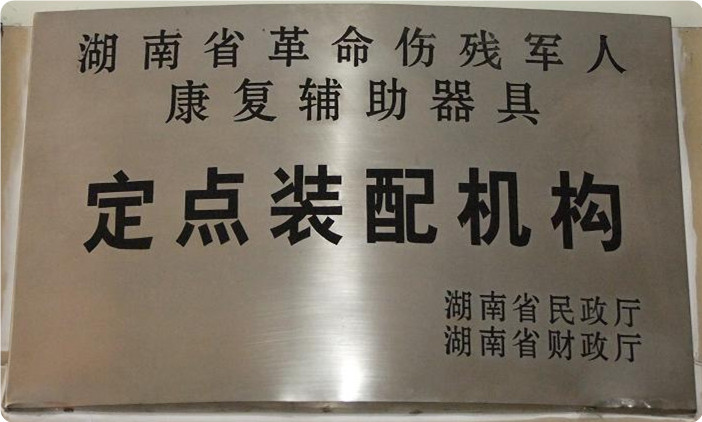 湖南省革命伤残军人
康复辅助器具
定点装配机构
湖南省民政厅
湖南省财政厅